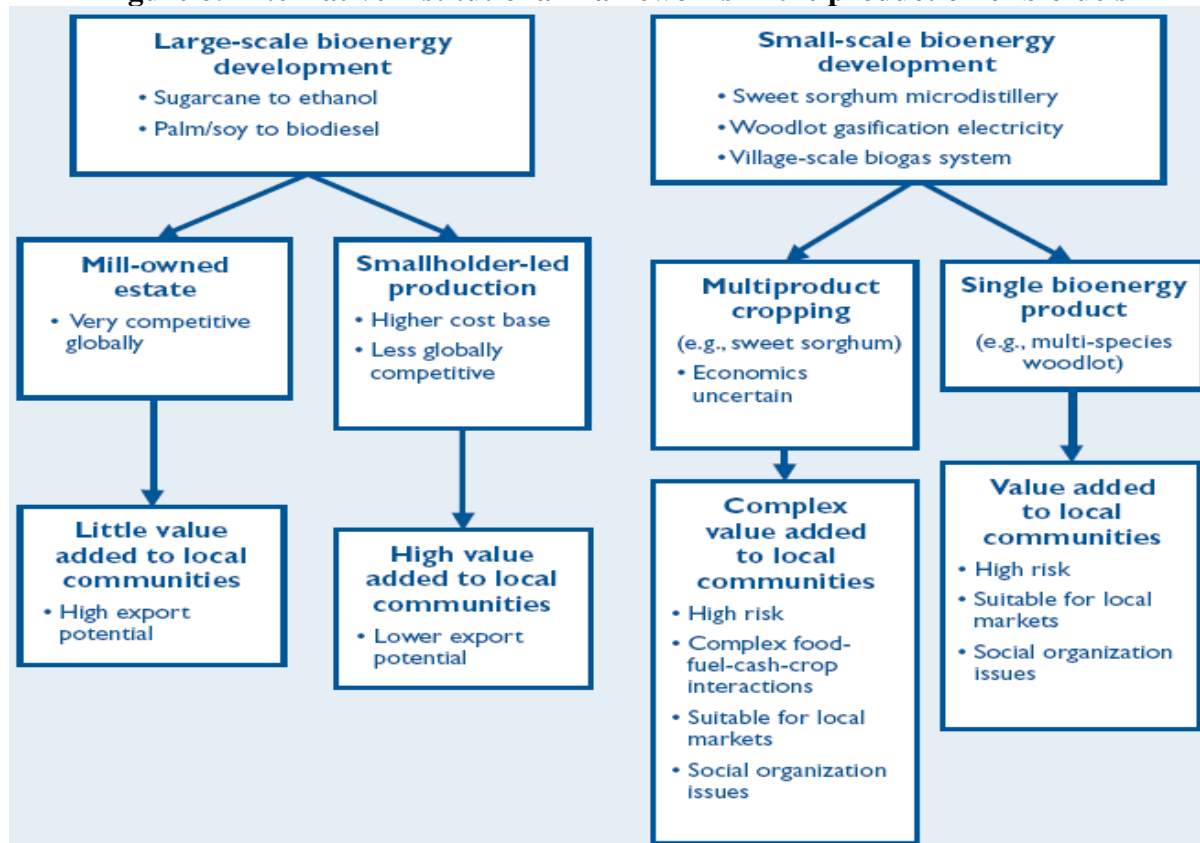 Large-scale bioenergy
development
• Sugarcane to ethanol
• Palm/soy to biodiesel
Small-scale bioenergy
development
• Sweet sorghum microdistillery
• Woodlot gasification electricity
• Village-scale biogas system
Mill-owned
estate
• Very competitive
globally
Smallholder-led
production
• Higher cost base
• Less globally
competitive
Multiproduct
cropping
(e.g., sweet sorghum)
• Economics
uncertain
Single bioenergy
product
(e.g., multi-species
woodlot)
Little value
added to local
communities
• High export
potential
High value
added to local
communities
• Lower export
potential
Complex
value added
to local
communities
• High risk
• Complex food-
fuel-cash-crop
interactions
• Suitable for local
markets
• Social organization
issues
Value added
to local
communities
• High risk
• Suitable for local
markets
• Social organization
issues